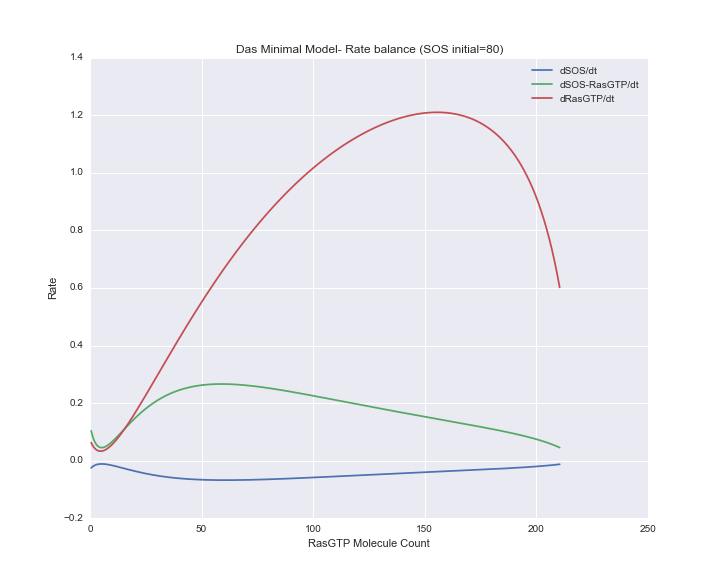 Das Minimal Model- Rate balance (SOS initial=80)
1.4
1.2
1.0
0.8
0.6
0.4
0.2
0.0
−0.2
Rate
dSOS/dt
dSOS-RasGTP/dt
dRasGTP/dt
0 50 100 150 200 250
RasGTP Molecule Count